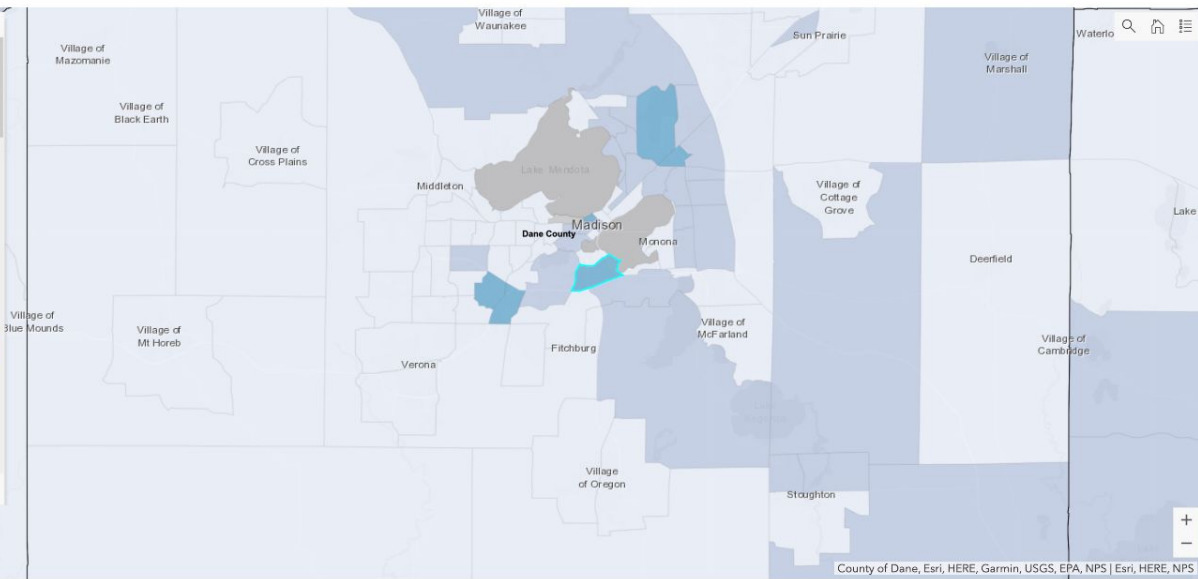 Village of
Waunakee
Sun Prairie
Waterlo
Village of
Mazomanie
Village of
Marshall
Village of
Black Earth
Village of
Cross Plains
Lake Mendota
Middleton
Village of
Cottage
Grove
Lake
Madison
Dane County
Monona
Deerfield
Village of
Blue Mounds
Village of
Mt Horeb
Village of
McFarland
Village of
Cambridge
Fitchburg
Verona
Village
of Oregon
Stoughton
+
−
County of Dane, Esri, HERE, Garmin, USGS, EPA, NPS | Esri, HERE, NPS